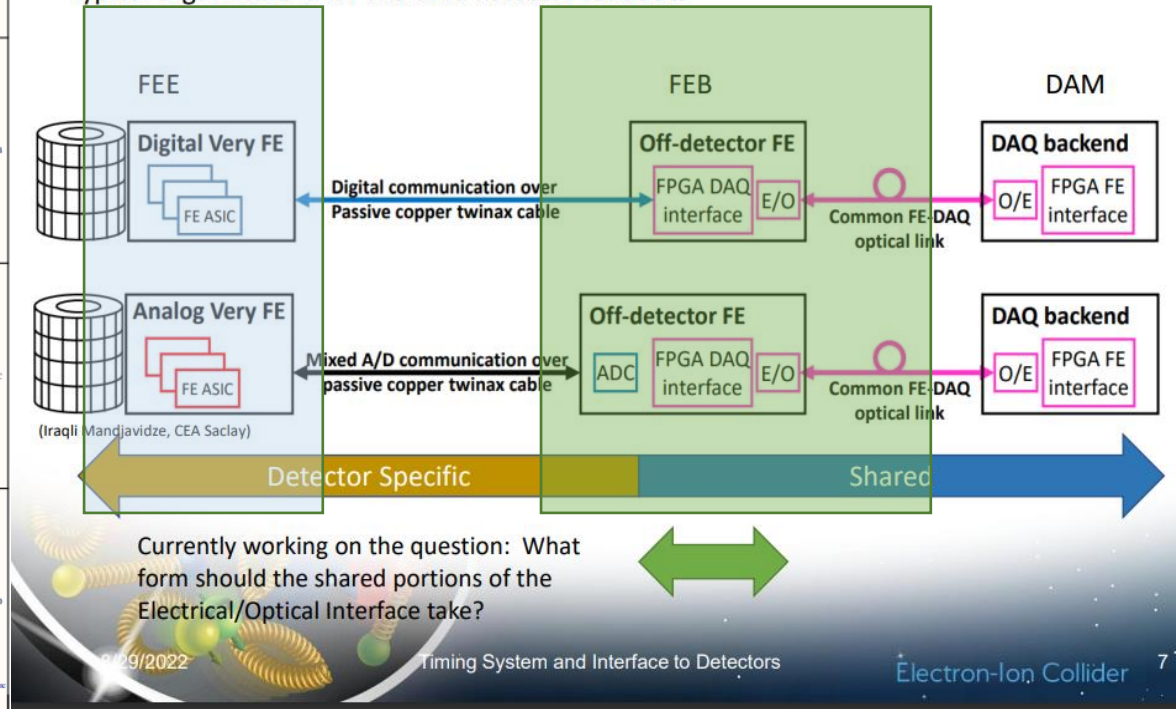 FEE
FEB
DAM
Digital Very FE
FE ASIC
Digital communication over
Passive copper twinax cable
Off-detector FE
FPGA DAQ
interface
E/O
Common FE-DAQ
optical link
DAQ backend
O/E
FPGA FE
interface
Analog Very FE
FE ASIC
Mixed A/D communication over
passive copper twinax cable
Off-detector FE
ADC
FPGA DAQ
interface
E/O
Common FE-DAQ
optical link
DAQ backend
O/E
FPGA FE
interface
(Iraqli Mandjavidze, CEA Saclay)
Detector Specific
Shared
Currently working on the question: What
form should the shared portions of the
Electrical/Optical Interface take?
/29/2022
Timing System and Interface to Detectors
Electron-Ion Collider
7